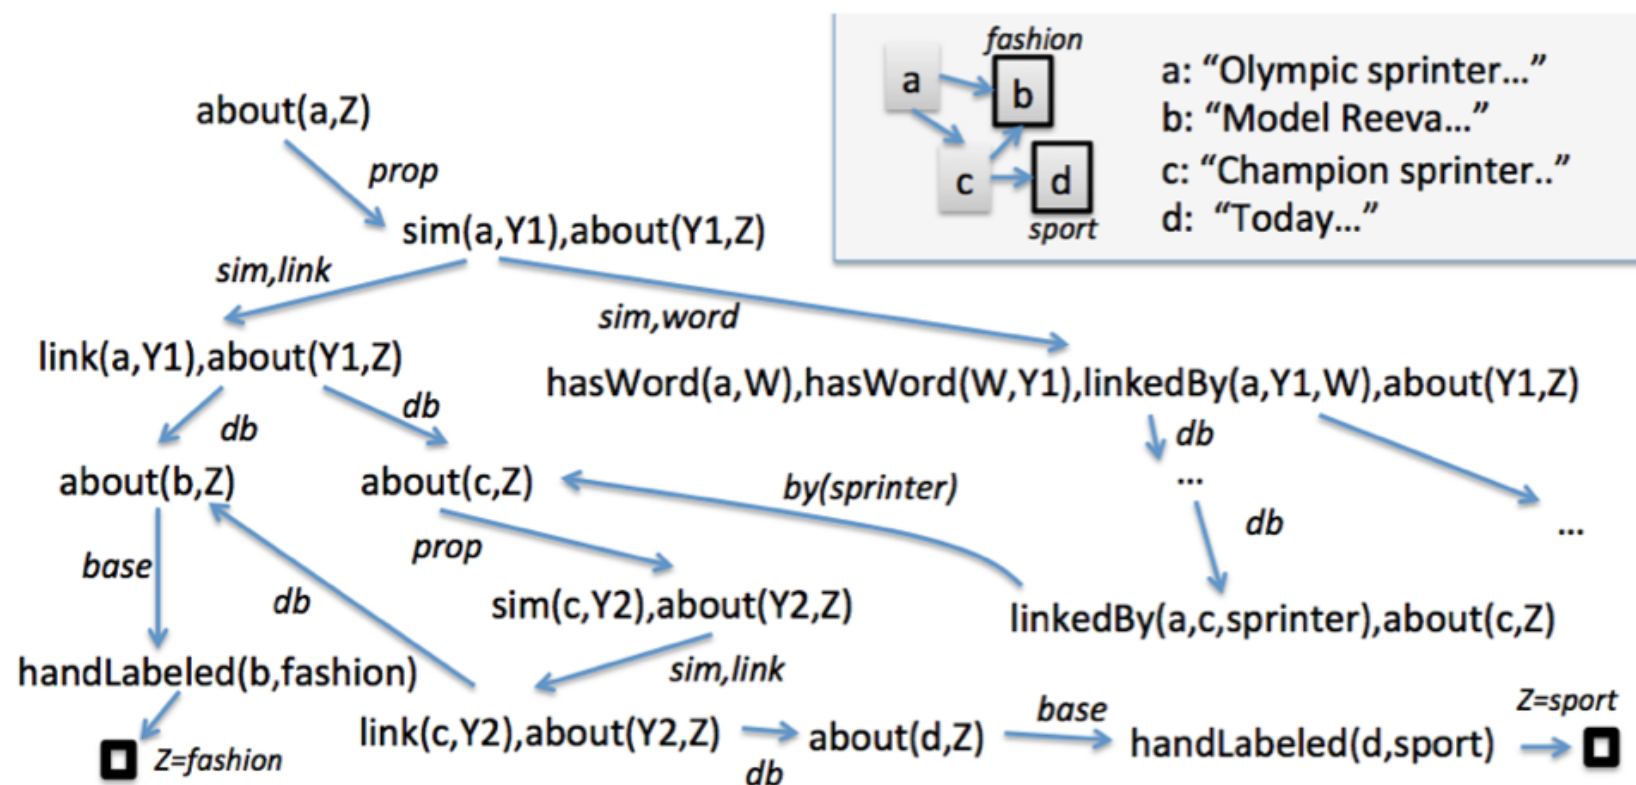 fashion
a
b
c
d
sport
a: “Olympic sprinter...”
b: “Model Reeva...”
c: “Champion sprinter..”
d: “Today...”
about(a,Z)
prop
sim(a,Y1),about(Y1,Z)
sim,link
sim,word
link(a,Y1),about(Y1,Z)
hasWord(a,W),hasWord(W,Y1),linkedBy(a,Y1,W),about(Y1,Z)
db
db
db
...
about(b,Z)
about(c,Z)
by(sprinter)
db
...
base
prop
db
sim(c,Y2),about(Y2,Z)
linkedBy(a,c,sprinter),about(c,Z)
handLabeled(b,fashion)
sim,link
Z=fashion
link(c,Y2),about(Y2,Z)
db
about(d,Z)
base
handLabeled(d,sport)
Z=sport